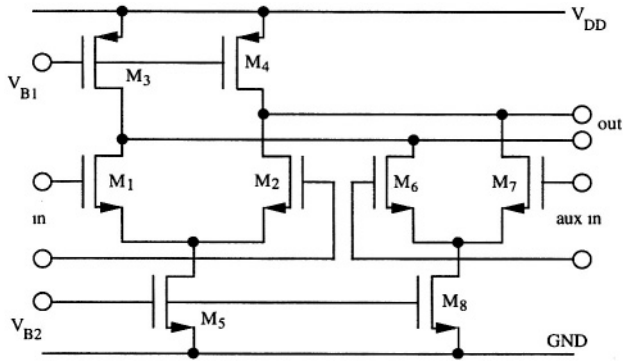 V_DD
V_B1
M_3
M_4
out
M_1
M_2
M_6
M_7
in
aux in
V_B2
M_5
M_8
GND